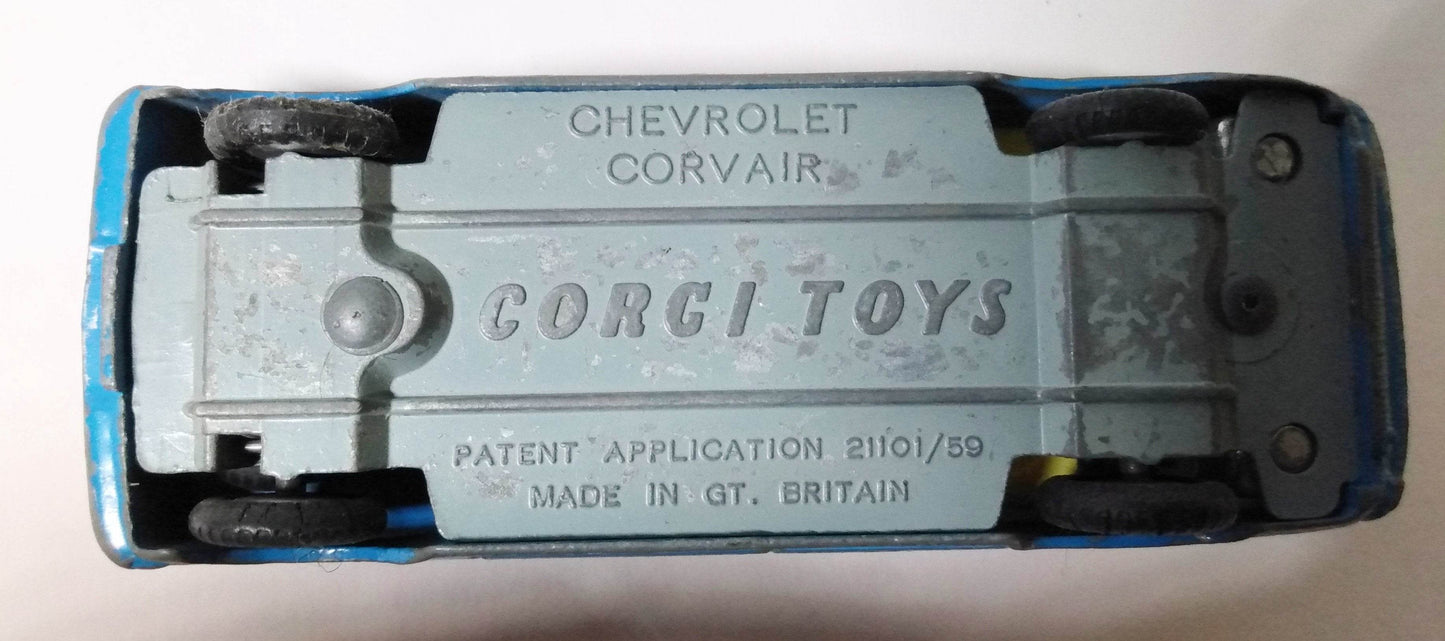 CHEVROLET
CORVAIR
CORGI TOYS
PATENT APPLICATION 21101/59
MADE IN GT. BRITAIN